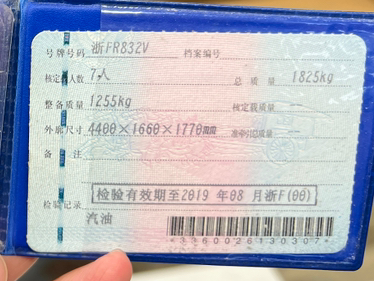 号牌号码 浙FR832V 档案编号
核定载人数 7人 总质量 1825kg
整备质量 1255kg 核定载质量 --
外廓尺寸 4400×1660×1770mm 准牵引总质量 --
备注
检验记录 检验有效期至2019年08月浙F(00)
汽油
*3360026130307*